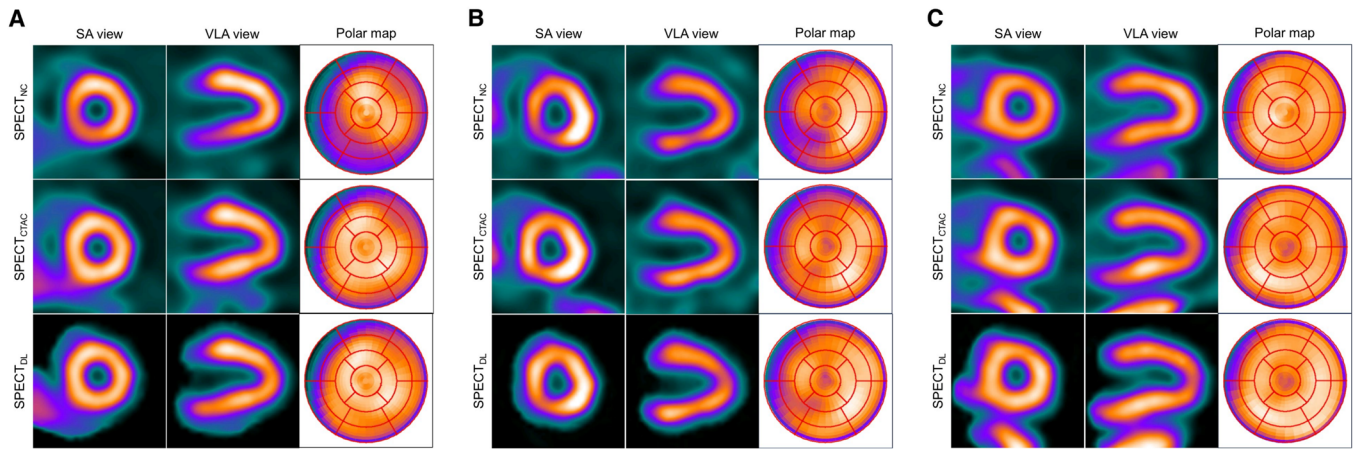 A
B
C
SA view VLA view Polar map
SA view VLA view Polar map
SA view VLA view Polar map
SPECTNC
SPECTNC
SPECTNC
SPECTCTAC
SPECTCTAC
SPECTCTAC
SPECTDL
SPECTDL
SPECTDL